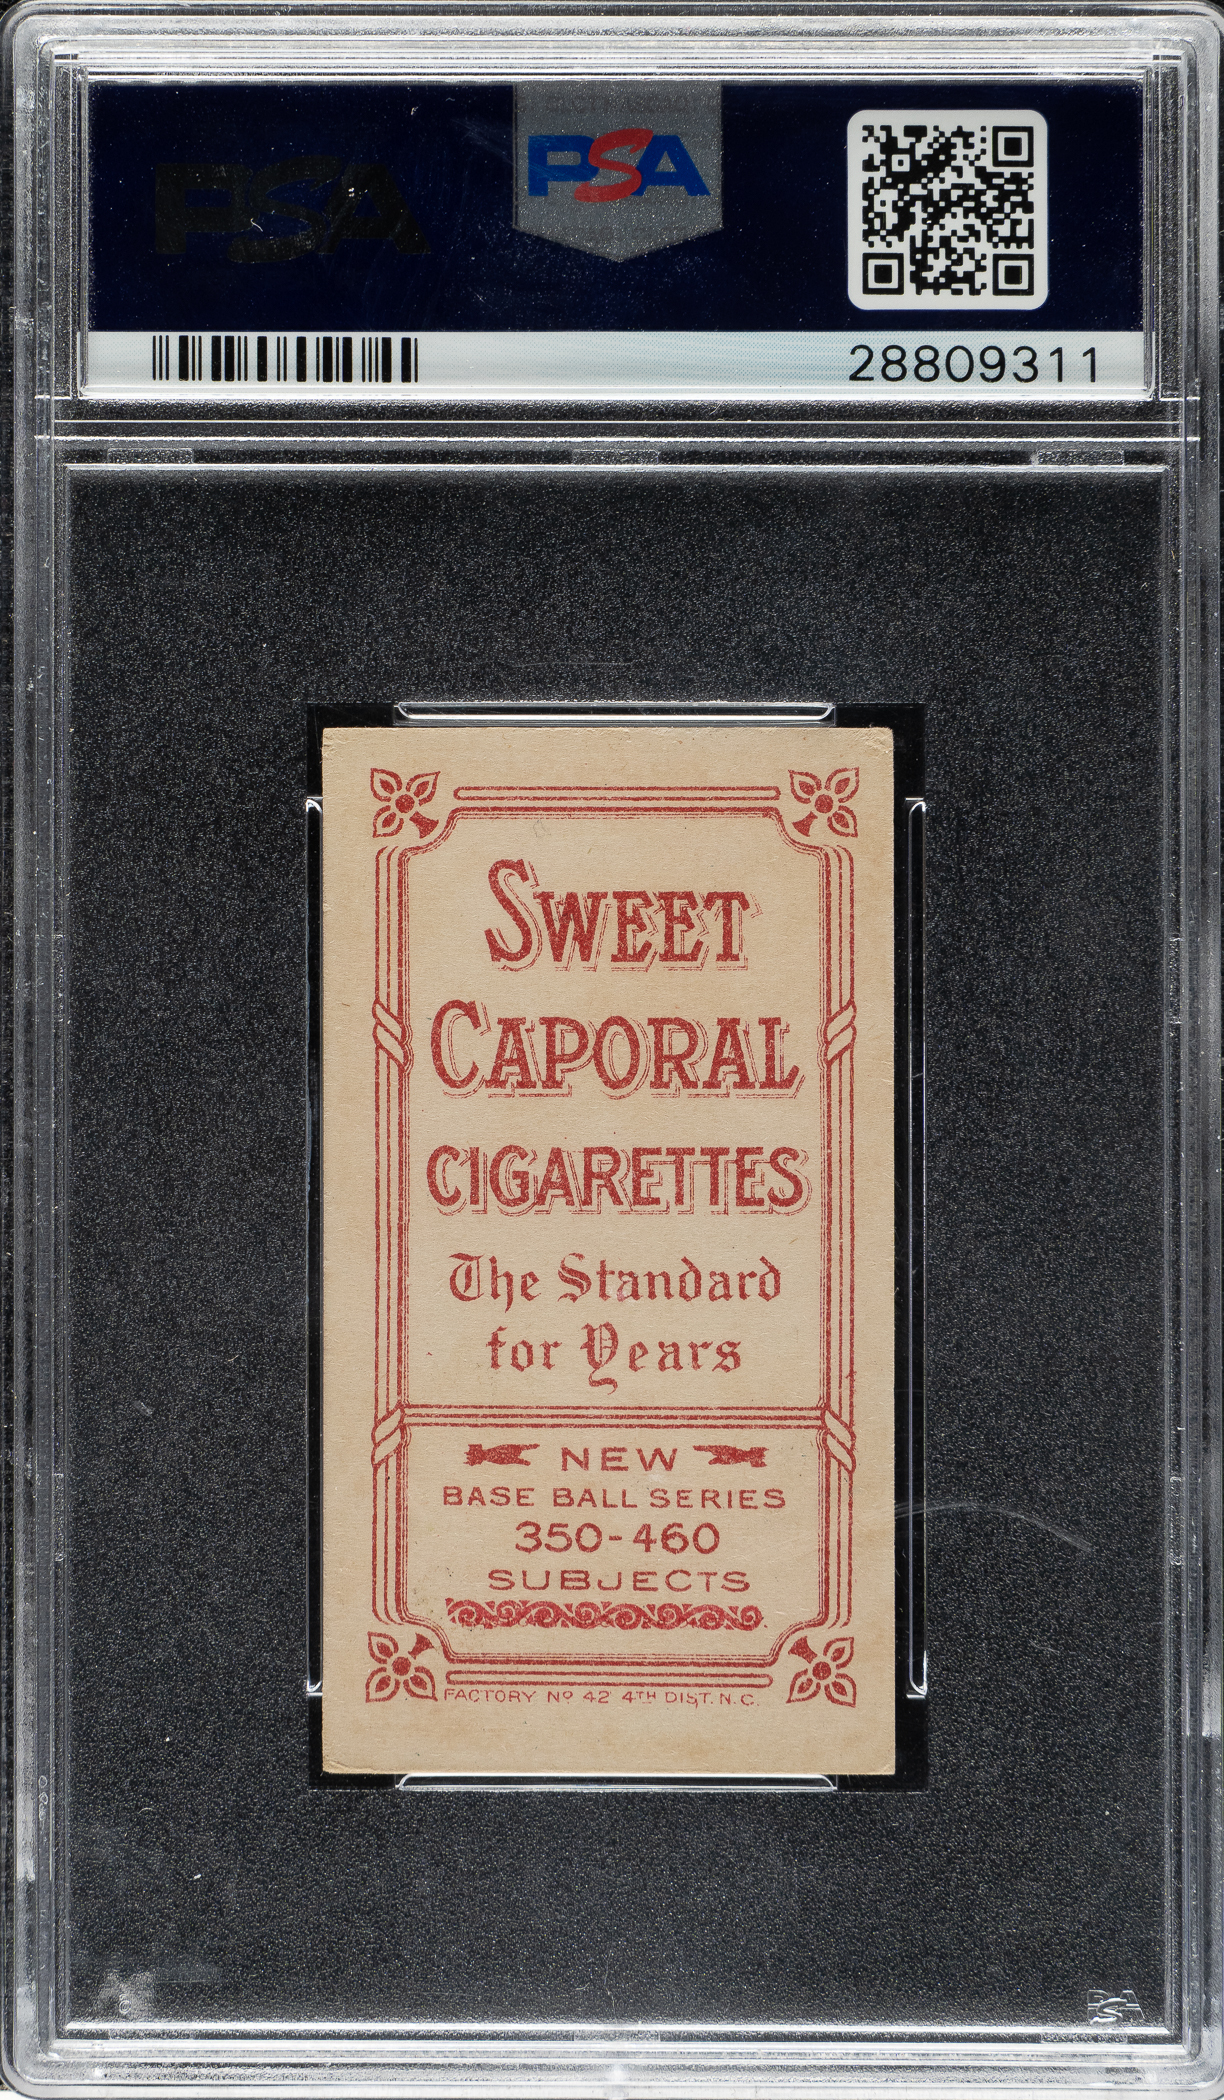 PSA
PSA
28809311
SWEET
CAPORAL
CIGARETTES
The Standard
for Years
NEW
BASE BALL SERIES
350-460
SUBJECTS
FACTORY Nº 42 4TH DIST. N.C.
PSA